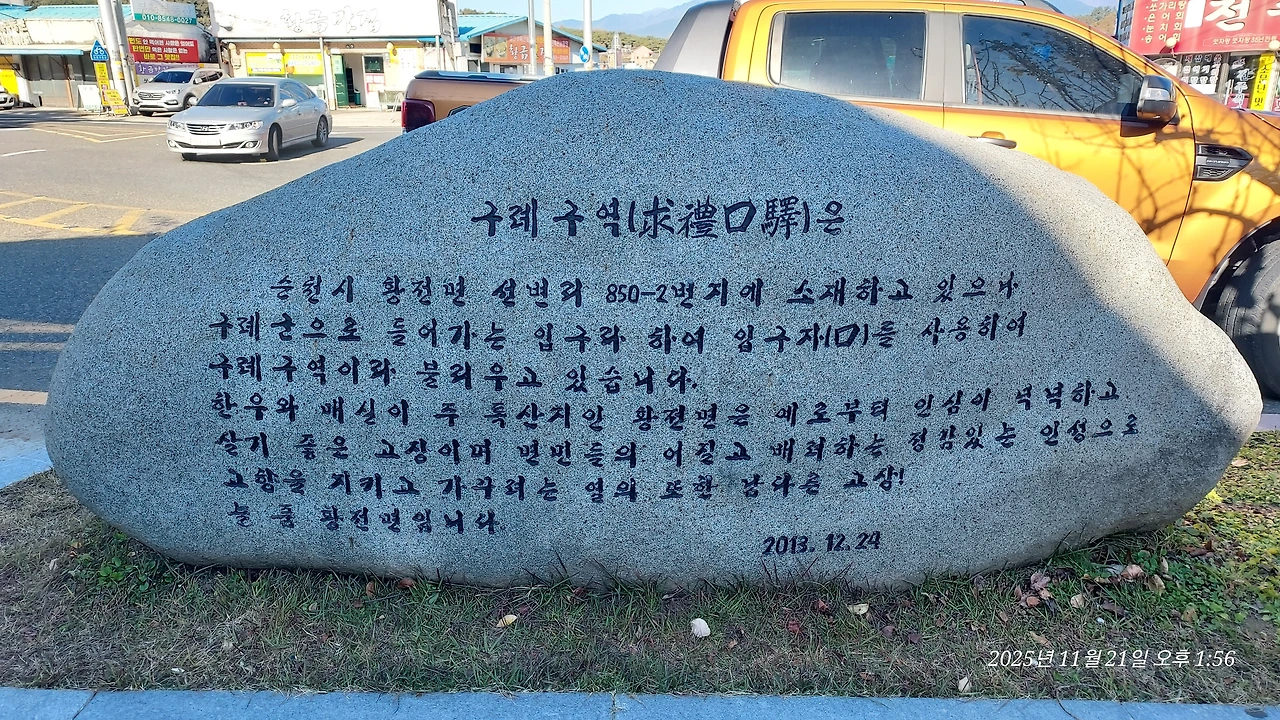 010-8548-0027
구례구역(求禮口驛)은
승천시 황전면 선변리 850-2번지에 소재하고 있으나
구례군으로 들어가는 입구라 하여 입구자(口)를 사용하여
구례구역이라 불리우고 있습니다.
한우와 매실이 주 특산지인 황전면은 예로부터 인심이 넉넉하고
살기 좋은 고장이며 면민들의 어질고 배려하는 정감있는 인성으로
고향을 지키고 가꾸려는 열의 또한 남다른 고장!
늘 품 황전면입니다.
2013. 12. 24
2025년 11월 21일 오후 1:56